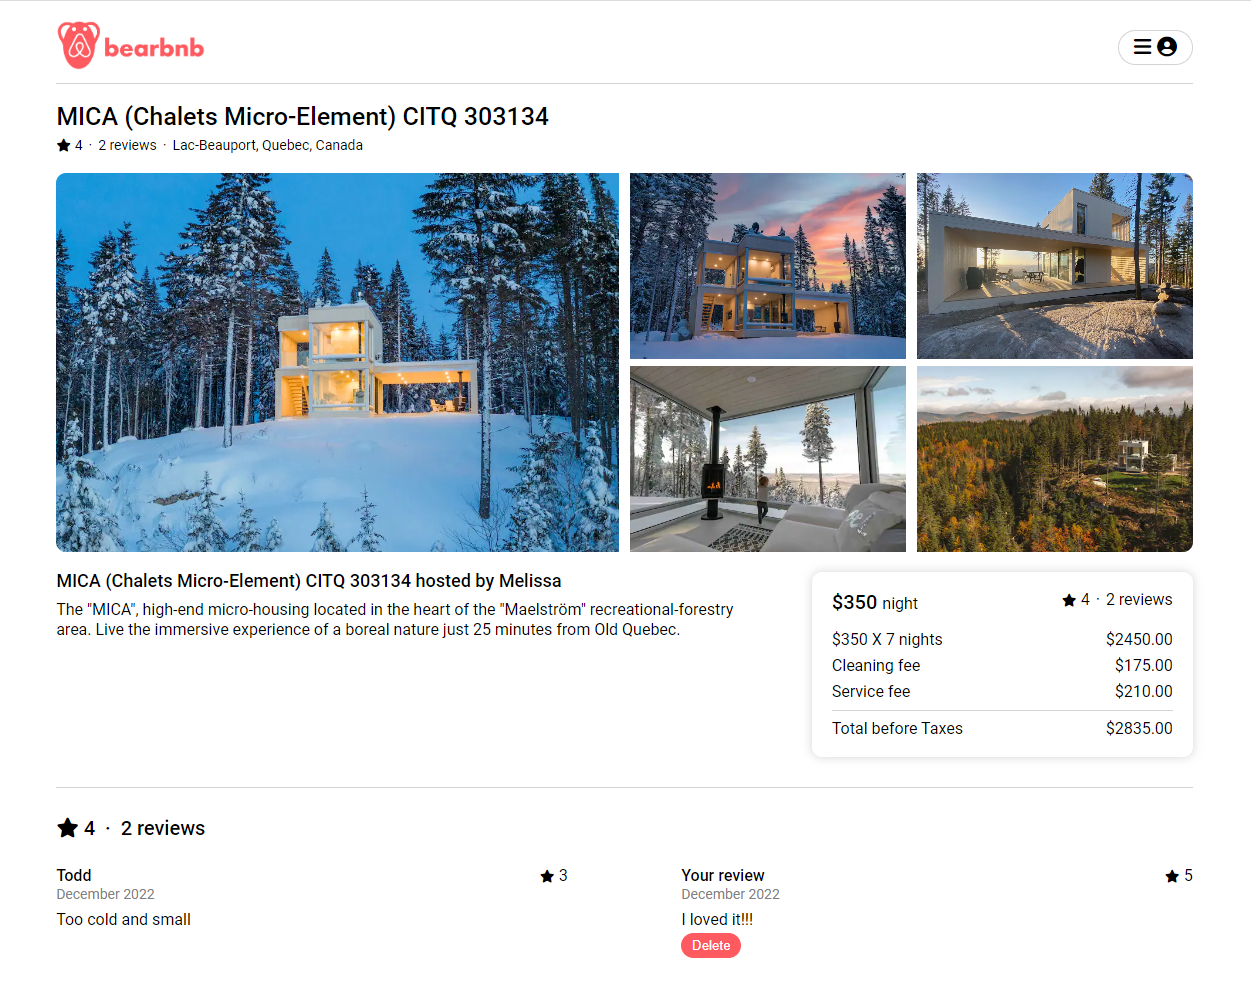 bearbnb
MICA (Chalets Micro-Element) CITQ 303134
4 · 2 reviews · Lac-Beauport, Quebec, Canada
MICA (Chalets Micro-Element) CITQ 303134 hosted by Melissa
The "MICA", high-end micro-housing located in the heart of the "Maelström" recreational-forestry
area. Live the immersive experience of a boreal nature just 25 minutes from Old Quebec.
$350 night 4 · 2 reviews
$350 X 7 nights $2450.00
Cleaning fee $175.00
Service fee $210.00
Total before Taxes $2835.00
4 · 2 reviews
Todd 3
December 2022
Too cold and small
Your review 5
December 2022
I loved it!!!
Delete